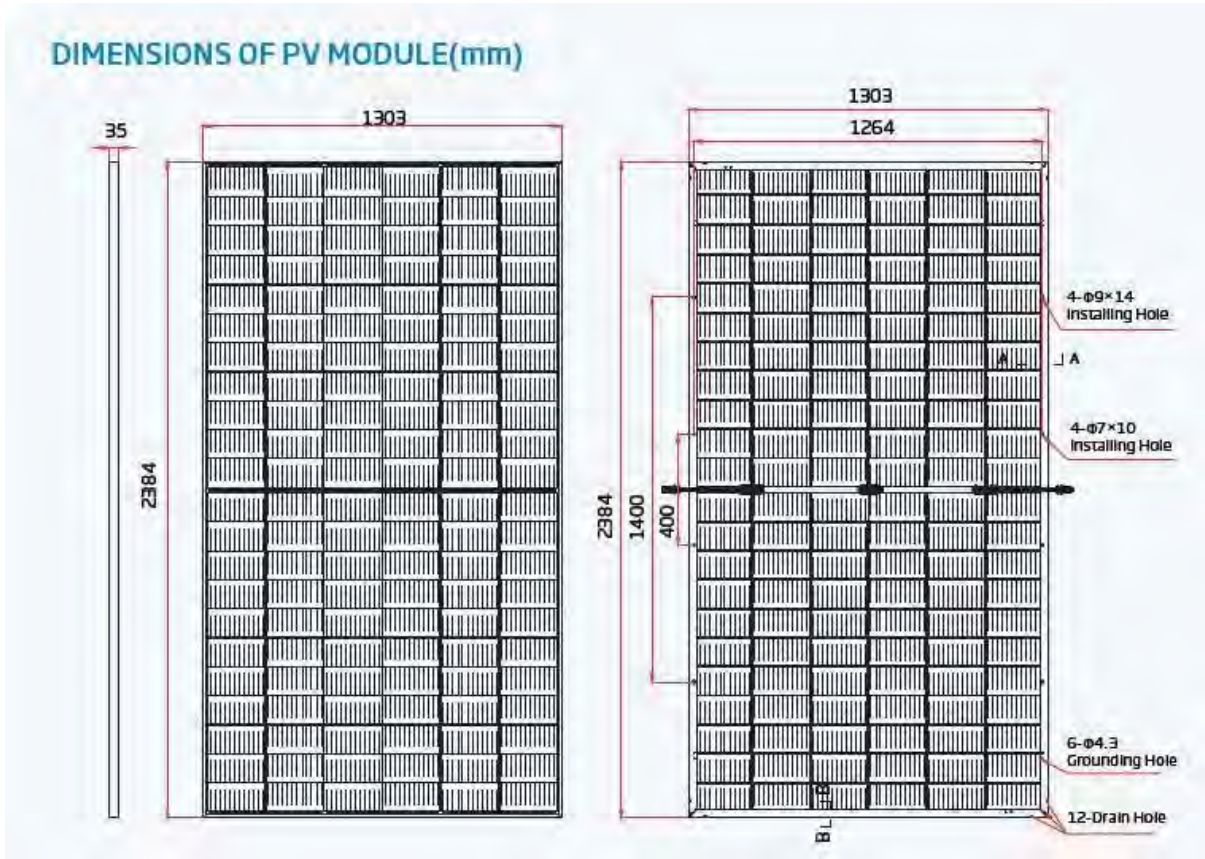 DIMENSIONS OF PV MODULE(mm)
35
1303
2384
1303
1264
2384
1400
400
4-Φ9×14
Installing Hole
A
A
4-Φ7×10
Installing Hole
6-Φ4.3
Grounding Hole
B
B
12-Drain Hole